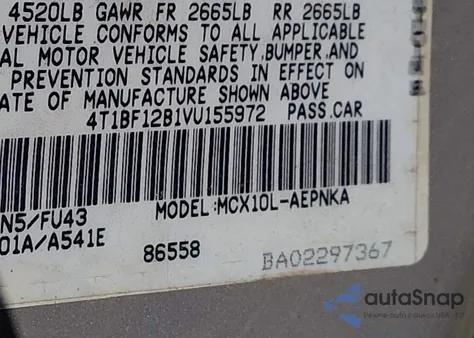 4520LB GAWR FR 2665LB RR 2665LB
VEHICLE CONFORMS TO ALL APPLICABLE
AL MOTOR VEHICLE SAFETY,BUMPER,AND
PREVENTION STANDARDS IN EFFECT ON
ATE OF MANUFACTURE SHOWN ABOVE
4T1BF12B1VU155972 PASS.CAR
N5/FU43 MODEL:MCX10L-AEPNKA
01A/A541E 86558
BA02297367
autoSnap